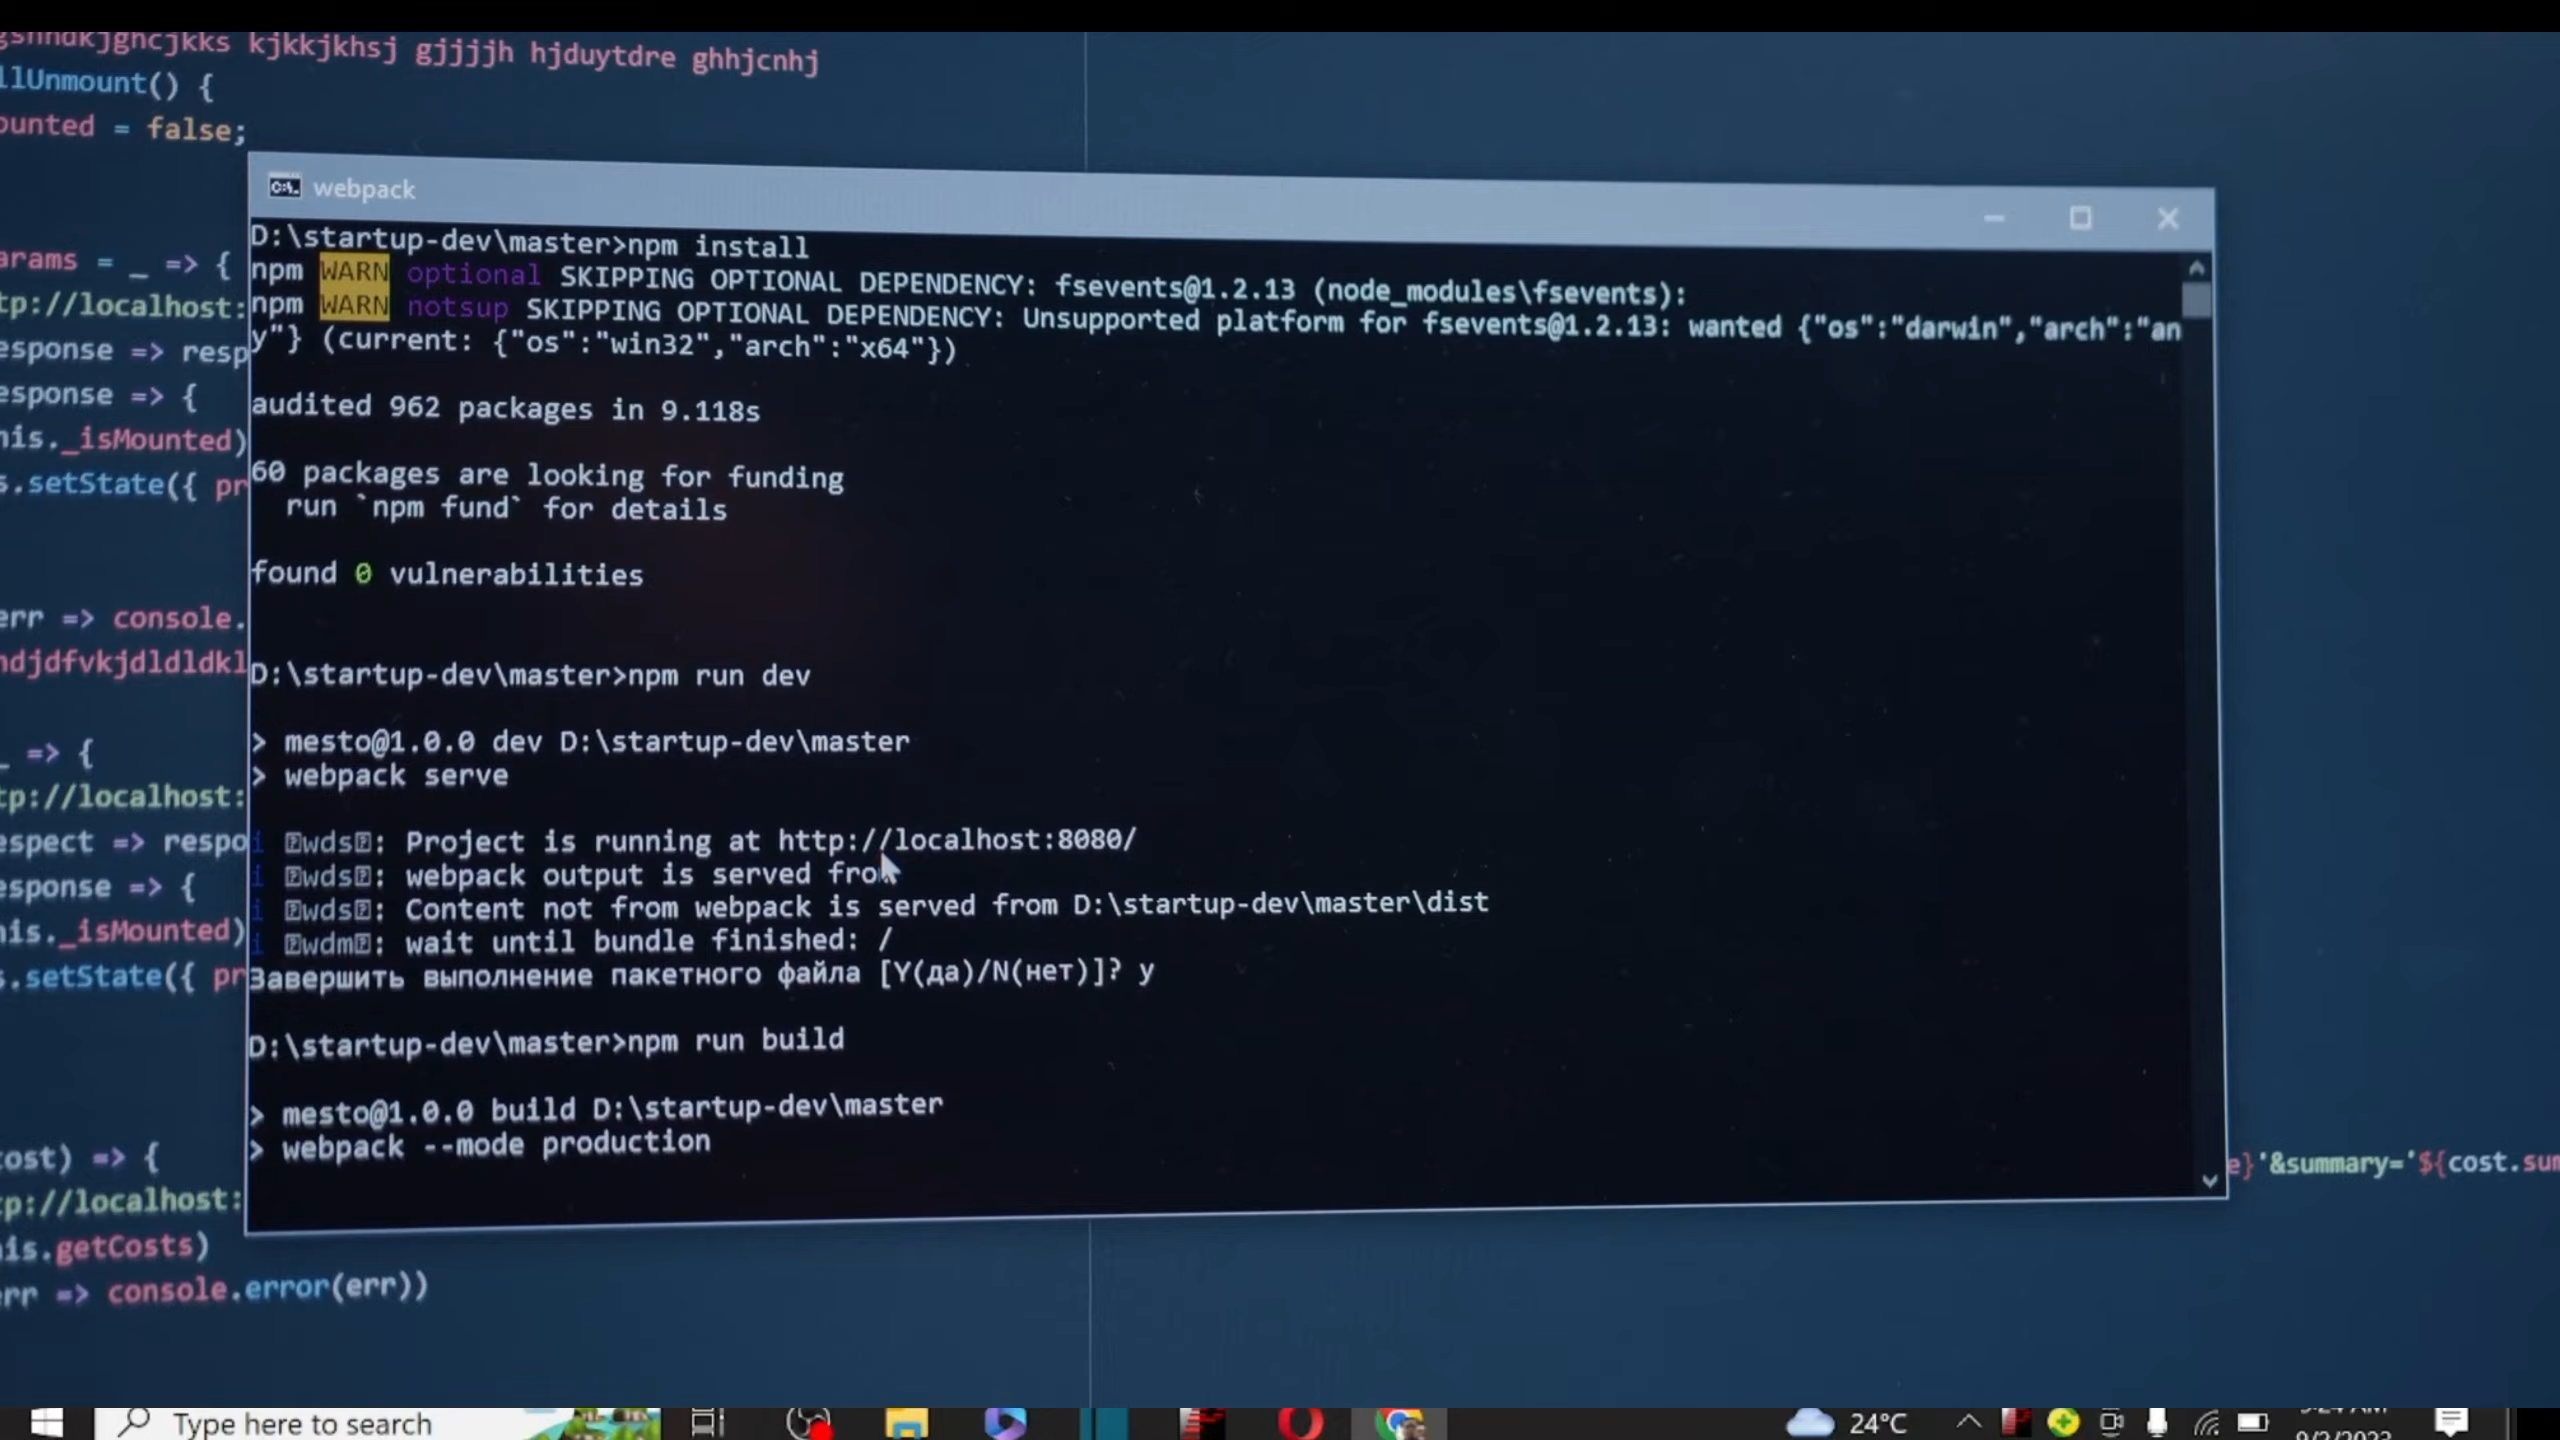 kjkkjkhsj gjjjjh hjduytdre ghhjcnhj
llUnmount() {
ounted = false;
webpack
D:\startup-dev\master>npm install
arams = _ => {
npm WARN optional SKIPPING OPTIONAL DEPENDENCY: fsevents@1.2.13 (node_modules\fsevents):
tp://localhost:
npm WARN notsup SKIPPING OPTIONAL DEPENDENCY: Unsupported platform for fsevents@1.2.13: wanted {"os":"darwin","arch":"an
esponse => resp
y"} (current: {"os":"win32","arch":"x64"})
esponse => {
audited 962 packages in 9.118s
his._isMounted)
s.setState({ pr
60 packages are looking for funding
run `npm fund` for details
found 0 vulnerabilities
err => console.
ndjdfvkjdldldkl
D:\startup-dev\master>npm run dev
_ => {
> mesto@1.0.0 dev D:\startup-dev\master
> webpack serve
tp://localhost:
espect => respo
i wds: Project is running at http://localhost:8080/
esponse => {
i wds: webpack output is served from
i wds: Content not from webpack is served from D:\startup-dev\master\dist
his._isMounted)
i wdm: wait until bundle finished: /
s.setState({ pr
Завершить выполнение пакетного файла [Y(да)/N(нет)]? y
D:\startup-dev\master>npm run build
> mesto@1.0.0 build D:\startup-dev\master
> webpack --mode production
cost) => {
e}'&summary='${cost.sum
tp://localhost:
his.getCosts)
err => console.error(err))
Type here to search
24°C